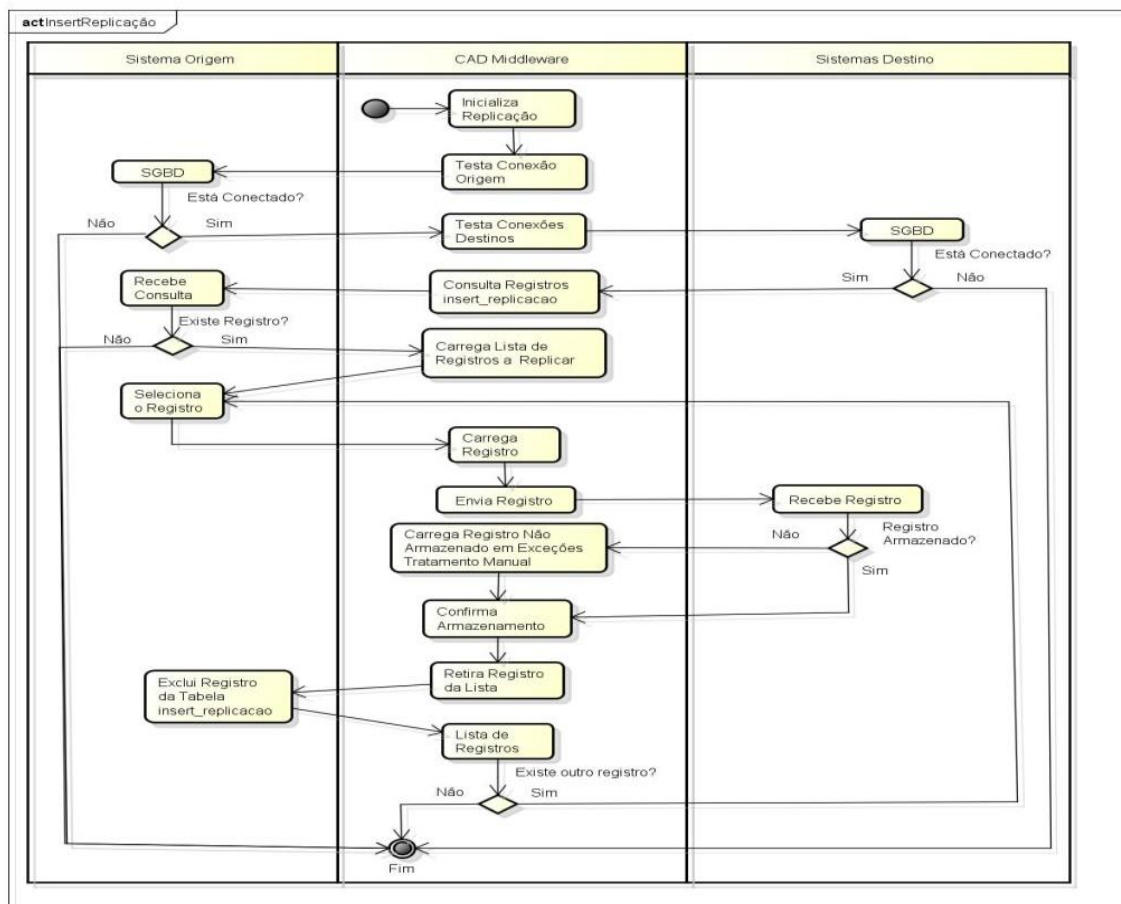 act InsertReplicação
Sistema Origem
CAD Middleware
Sistemas Destino
Inicializa
Replicação
Testa Conexão
Origem
SGBD
Está Conectado?
Não
Sim
Testa Conexões
Destinos
SGBD
Está Conectado?
Sim
Não
Consulta Registros
insert_replicacao
Recebe
Consulta
Existe Registro?
Não
Sim
Carrega Lista de
Registros a Replicar
Seleciona
o Registro
Carrega
Registro
Envia Registro
Recebe Registro
Registro
Armazenado?
Não
Sim
Carrega Registro Não
Armazenado em Exceções
Tratamento Manual
Confirma
Armazenamento
Retira Registro
da Lista
Exclui Registro
da Tabela
insert_replicacao
Lista de
Registros
Existe outro registro?
Não
Sim
Fim